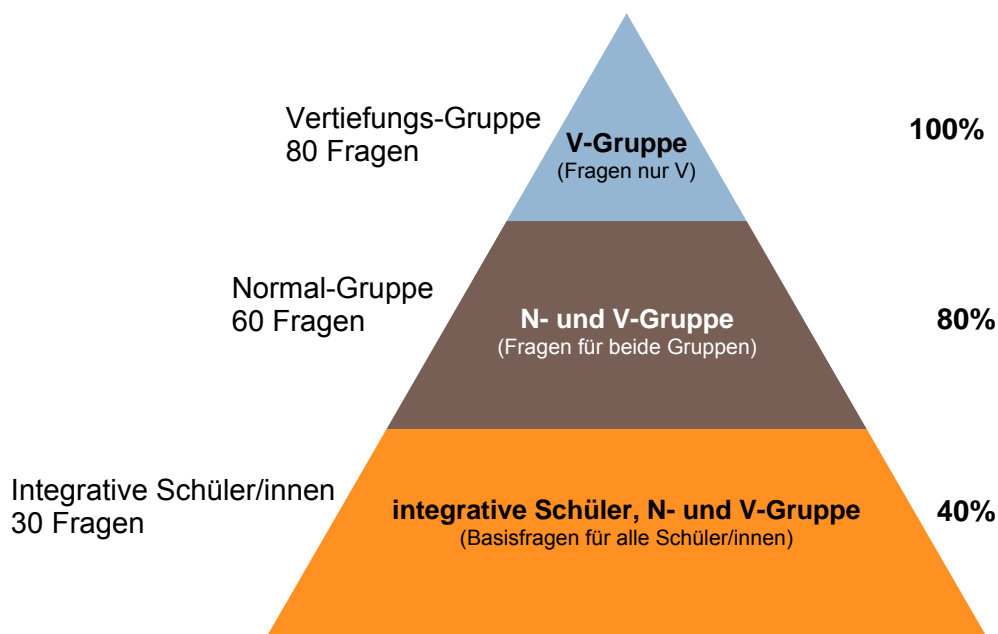 Vertiefungs-Gruppe
80 Fragen
V-Gruppe
(Fragen nur V)
100%
Normal-Gruppe
60 Fragen
N- und V-Gruppe
(Fragen für beide Gruppen)
80%
Integrative Schüler/innen
30 Fragen
integrative Schüler, N- und V-Gruppe
(Basisfragen für alle Schüler/innen)
40%